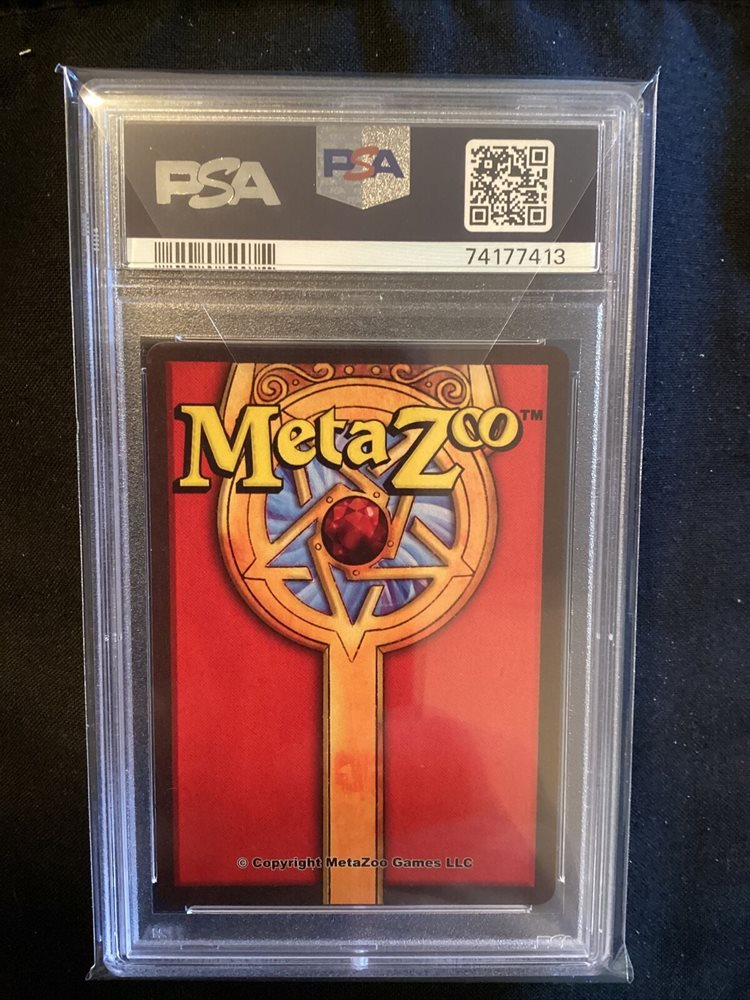 PSA PSA
74177413
MetaZoo™
© Copyright MetaZoo Games LLC